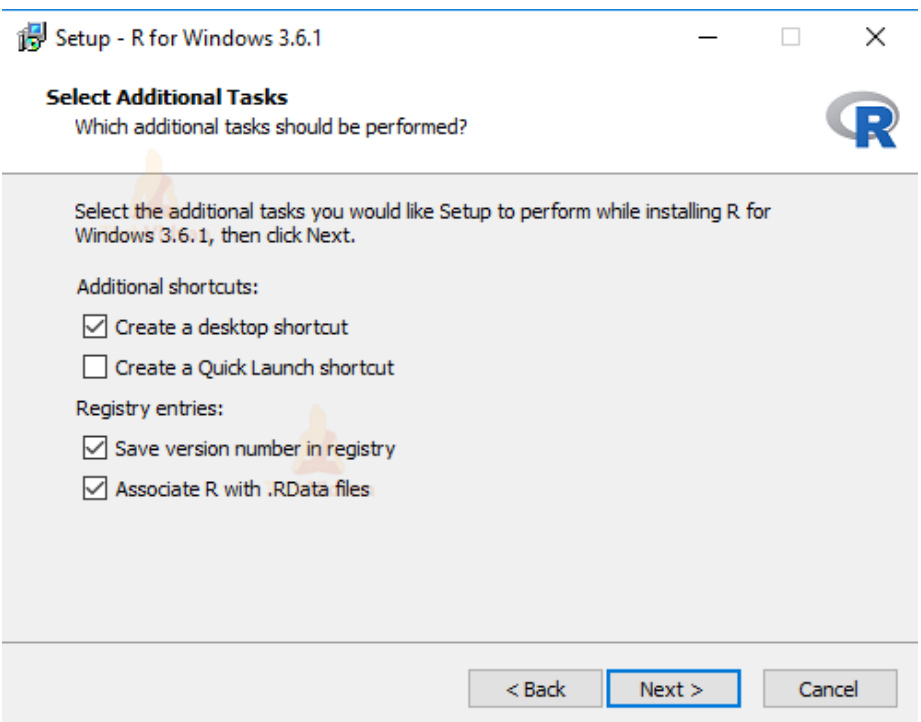 Setup - R for Windows 3.6.1
Select Additional Tasks
Which additional tasks should be performed?
R
Select the additional tasks you would like Setup to perform while installing R for
Windows 3.6.1, then click Next.
Additional shortcuts:
Create a desktop shortcut
Create a Quick Launch shortcut
Registry entries:
Save version number in registry
Associate R with .RData files
< Back Next > Cancel